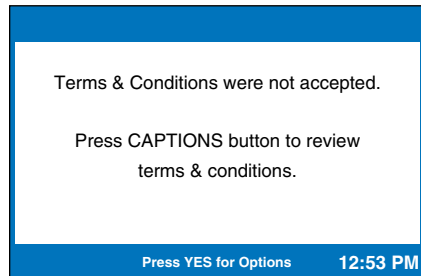 Terms & Conditions were not accepted.
Press CAPTIONS button to review
terms & conditions.
Press YES for Options 12:53 PM